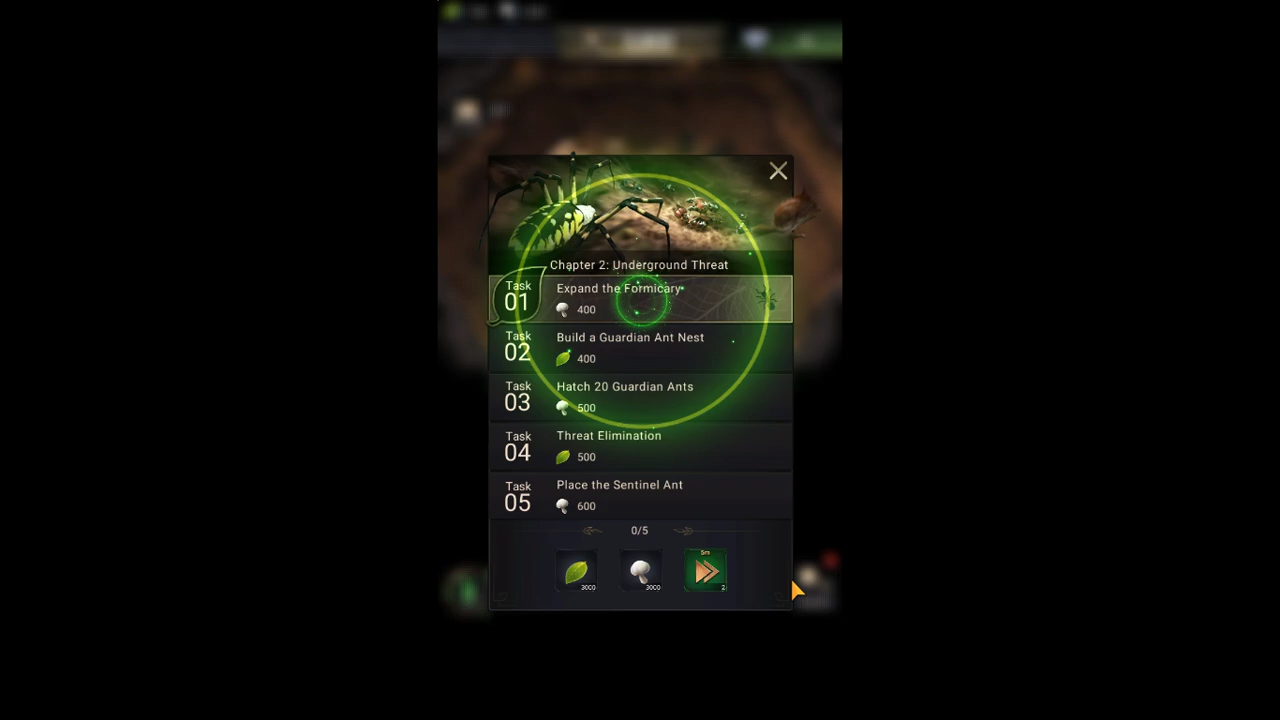 Chapter 2: Underground Threat
Task 01
Expand the Formicary
400
Task 02
Build a Guardian Ant Nest
400
Task 03
Hatch 20 Guardian Ants
500
Task 04
Threat Elimination
500
Task 05
Place the Sentinel Ant
600
0/5
3000
3000
5m
2